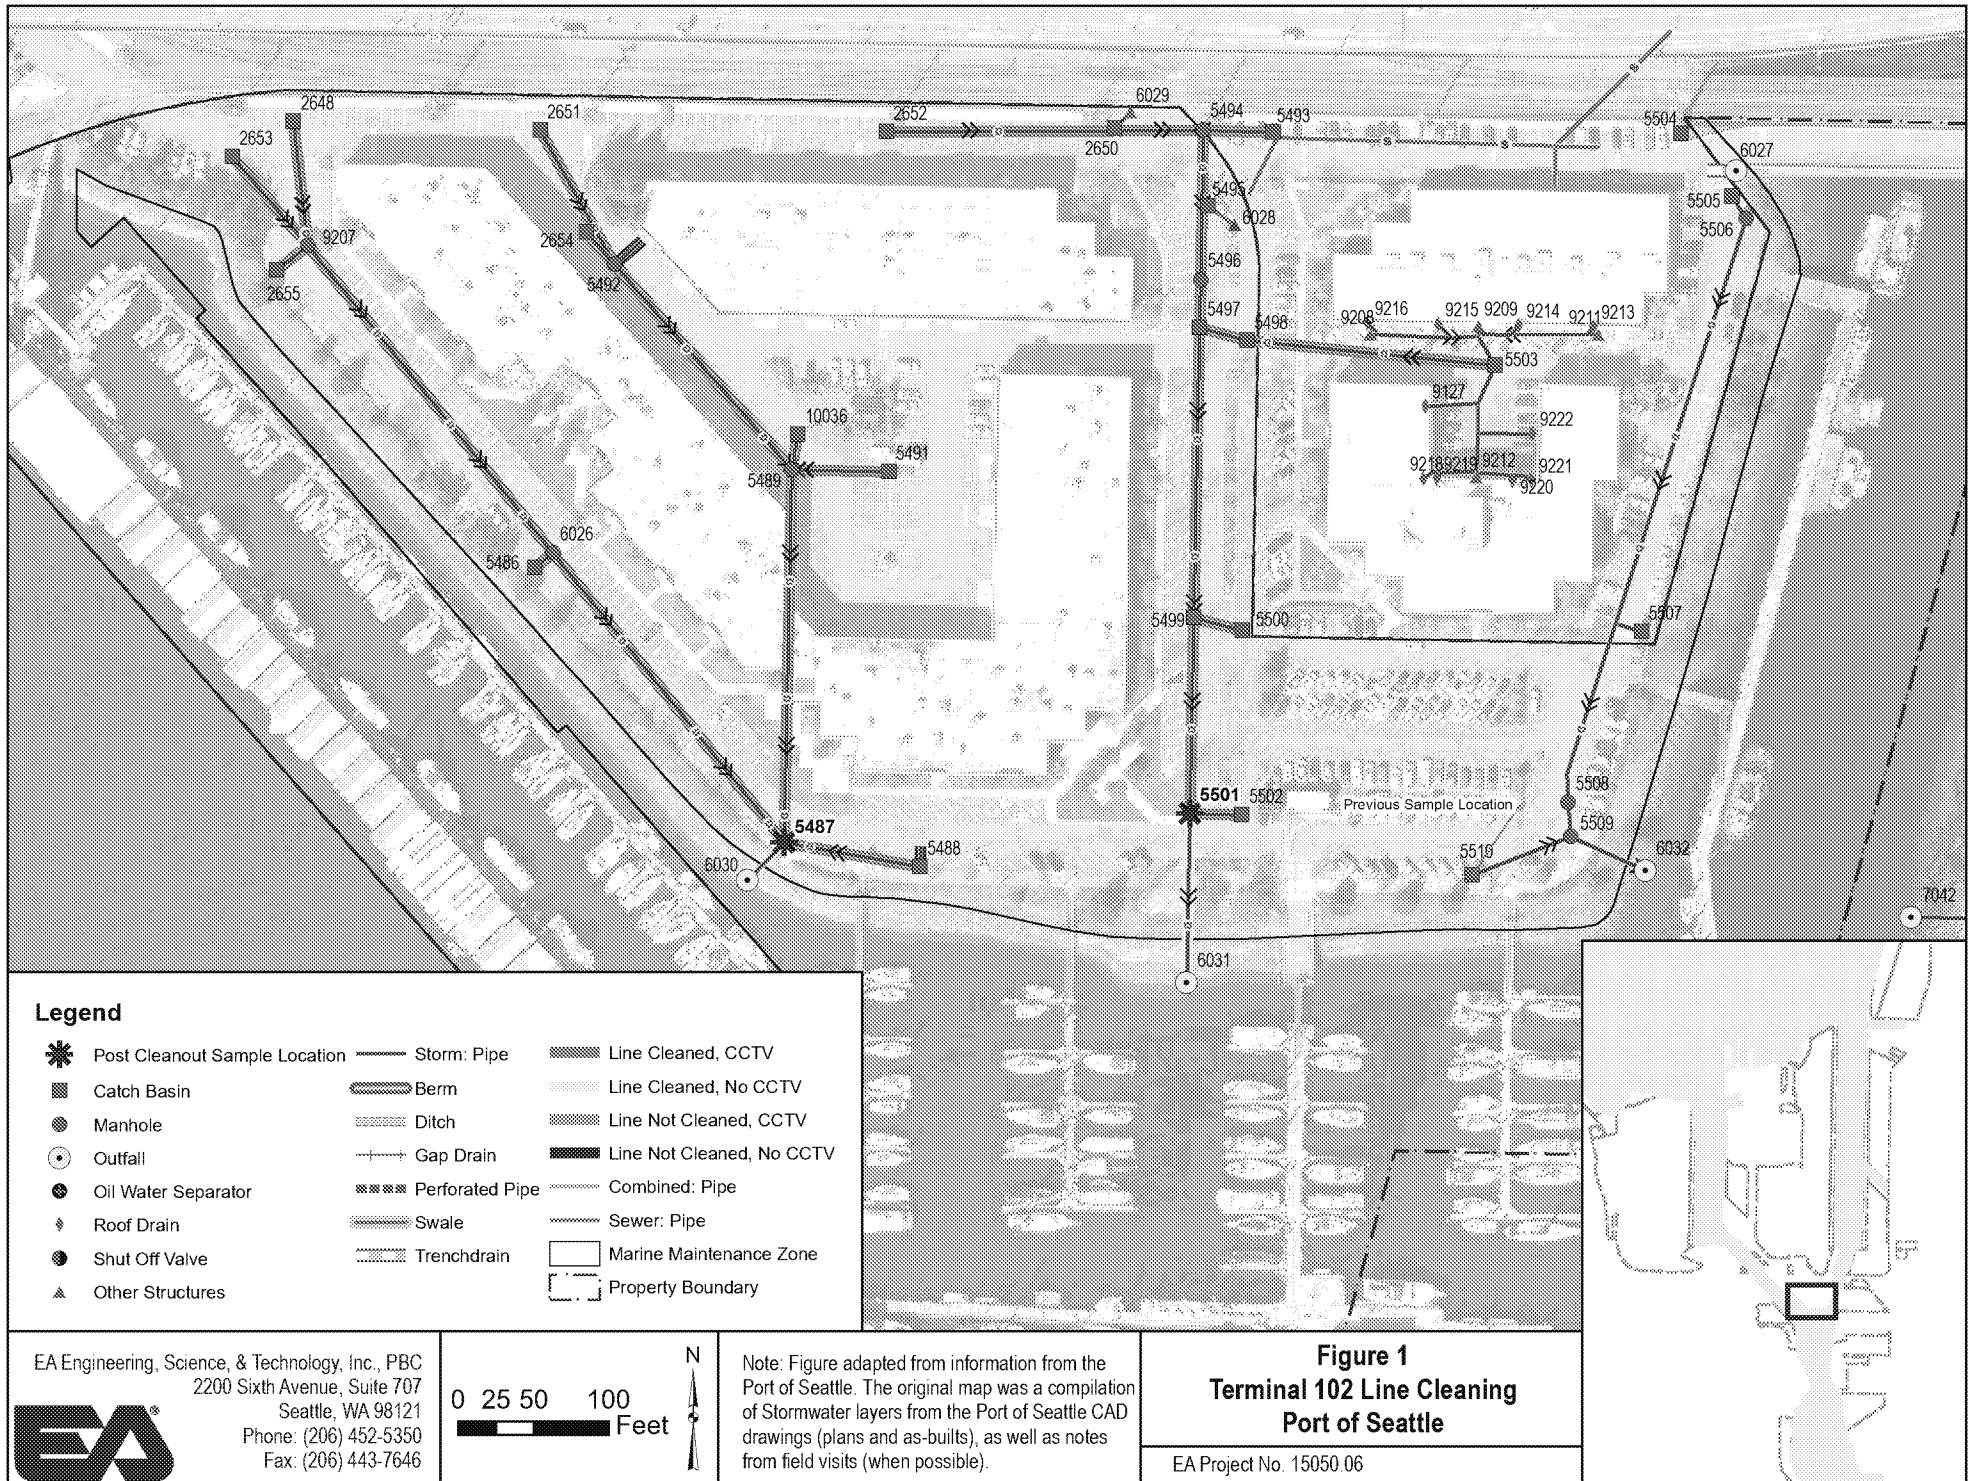 6029
2648
2651
2652
5494
5493
5504
2653
2650
6027
5495
5505
2654
6028
5506
9207
5492
5496
2655
5497
5498
9208
9216
9215
9209
9214
9211
9213
5503
9127
10036
9222
5489
5491
9218
9219
9212
9221
9220
6026
5486
5499
5500
5507
5508
5501
5502
Previous Sample Location
5487
5509
5488
5510
6032
6030
7042
6031
Legend
Post Cleanout Sample Location
Catch Basin
Manhole
Outfall
Oil Water Separator
Roof Drain
Shut Off Valve
Other Structures
Storm: Pipe
Berm
Ditch
Gap Drain
Perforated Pipe
Swale
Trenchdrain
Line Cleaned, CCTV
Line Cleaned, No CCTV
Line Not Cleaned, CCTV
Line Not Cleaned, No CCTV
Combined: Pipe
Sewer: Pipe
Marine Maintenance Zone
Property Boundary
EA Engineering, Science, & Technology, Inc., PBC
2200 Sixth Avenue, Suite 707
Seattle, WA 98121
Phone: (206) 452-5350
Fax: (206) 443-7646
EA®
0 25 50 100
Feet
N
Note: Figure adapted from information from the
Port of Seattle. The original map was a compilation
of Stormwater layers from the Port of Seattle CAD
drawings (plans and as-builts), as well as notes
from field visits (when possible).
Figure 1
Terminal 102 Line Cleaning
Port of Seattle
EA Project No. 15050.06